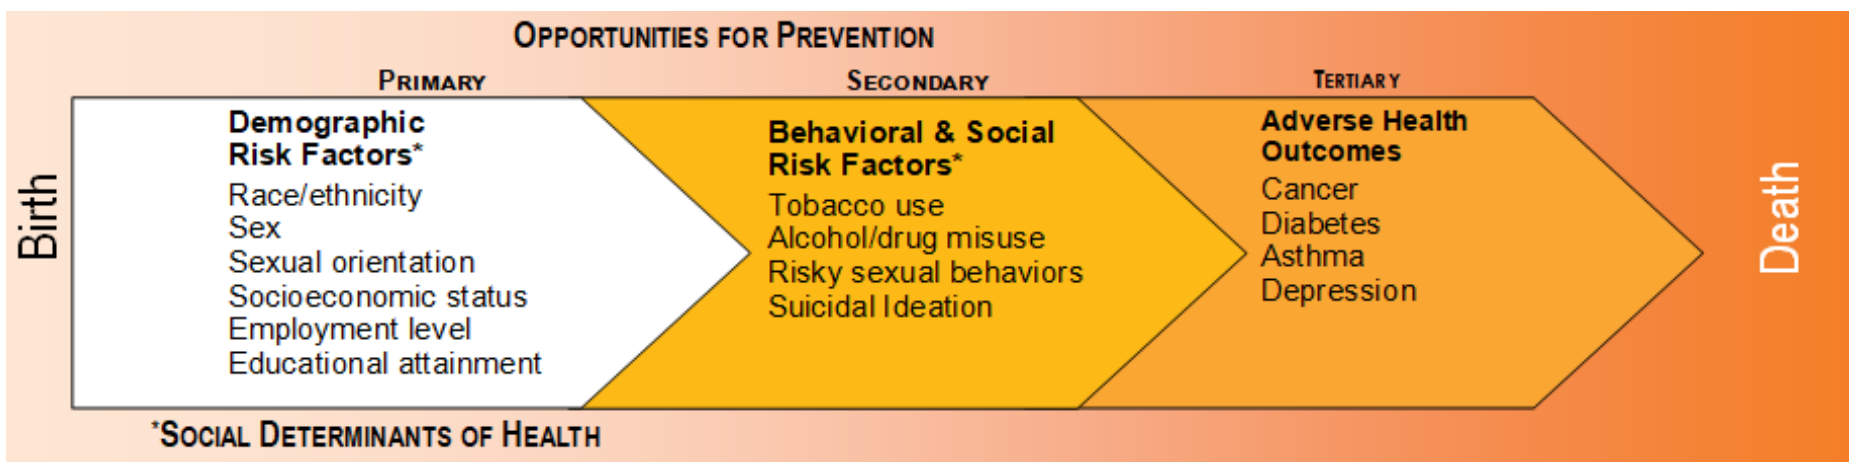 OPPORTUNITIES FOR PREVENTION
PRIMARY
SECONDARY
TERTIARY
Birth
Demographic
Risk Factors*
Race/ethnicity
Sex
Sexual orientation
Socioeconomic status
Employment level
Educational attainment
Behavioral & Social
Risk Factors*
Tobacco use
Alcohol/drug misuse
Risky sexual behaviors
Suicidal Ideation
Adverse Health
Outcomes
Cancer
Diabetes
Asthma
Depression
Death
*SOCIAL DETERMINANTS OF HEALTH